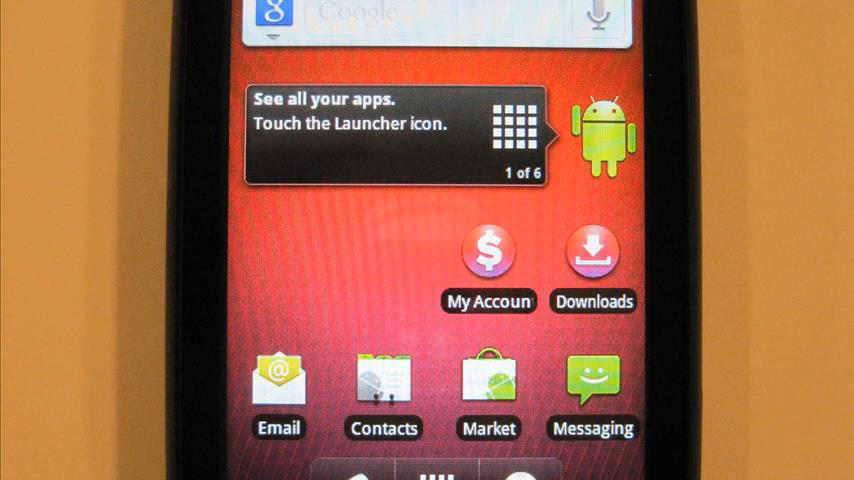 g Google
See all your apps.
Touch the Launcher icon.
1 of 6
My Accoun
Downloads
@
Email
Contacts
Market
Messaging